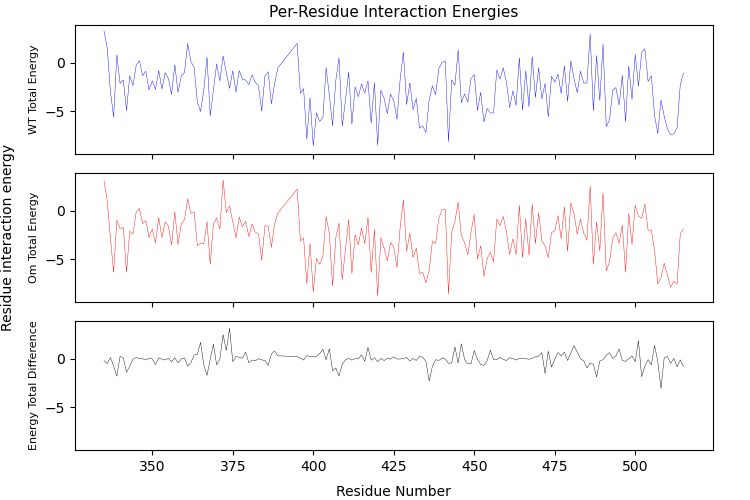 Per-Residue Interaction Energies
Residue interaction energy
WT Total Energy
0
−5
Om Total Energy
0
−5
Energy Total Difference
0
−5
350 375 400 425 450 475 500
Residue Number